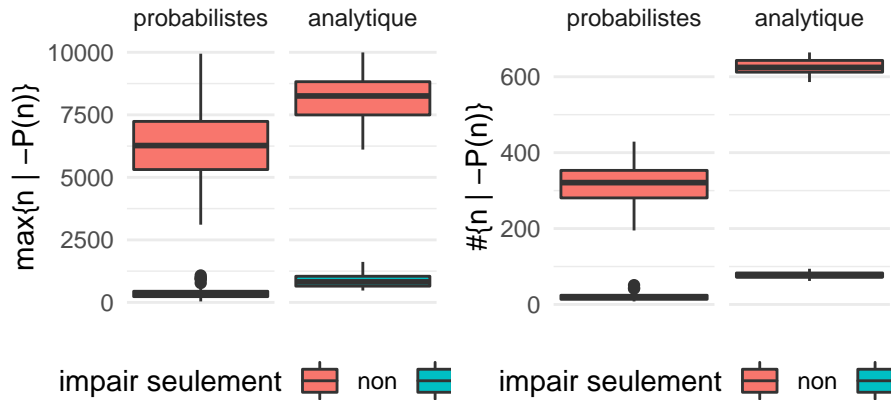 probabilistes analytique
max{n | −P(n)}
10000
7500
5000
2500
0
impair seulement non
probabilistes analytique
#{n | −P(n)}
600
400
200
0
impair seulement non